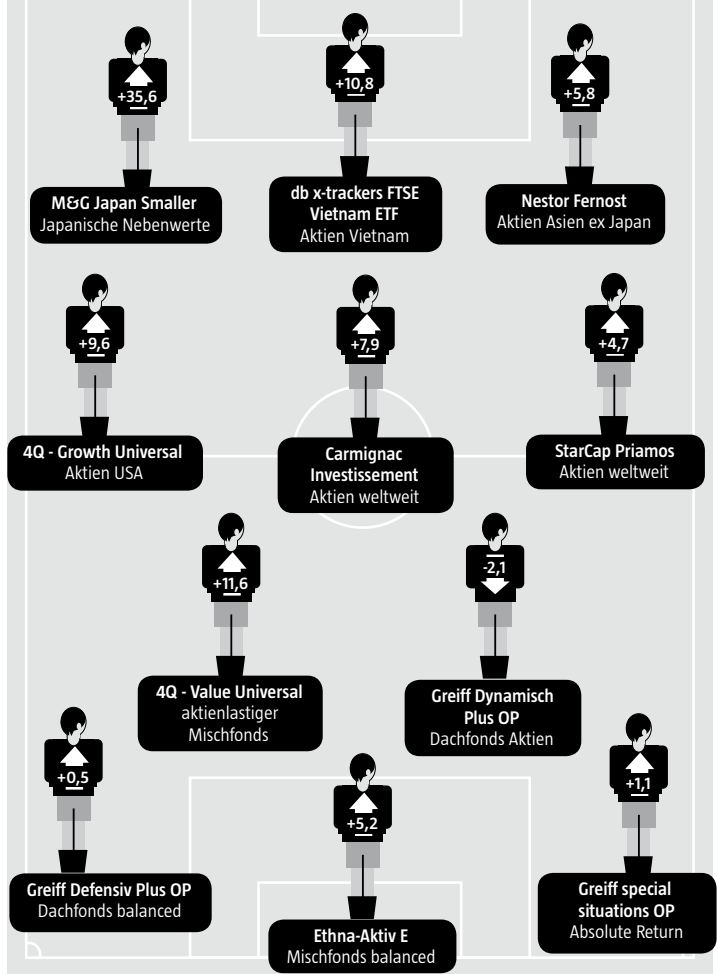 +35,6
M&G Japan Smaller
Japanische Nebenwerte
+10,8
db x-trackers FTSE
Vietnam ETF
Aktien Vietnam
+5,8
Nestor Fernost
Aktien Asien ex Japan
+9,6
4Q - Growth Universal
Aktien USA
+7,9
Carmignac
Investissement
Aktien weltweit
+4,7
StarCap Priamos
Aktien weltweit
+11,6
4Q - Value Universal
aktienlastiger
Mischfonds
-2,1
Greiff Dynamisch
Plus OP
Dachfonds Aktien
+0,5
Greiff Defensiv Plus OP
Dachfonds balanced
+5,2
Ethna-Aktiv E
Mischfonds balanced
+1,1
Greiff special
situations OP
Absolute Return